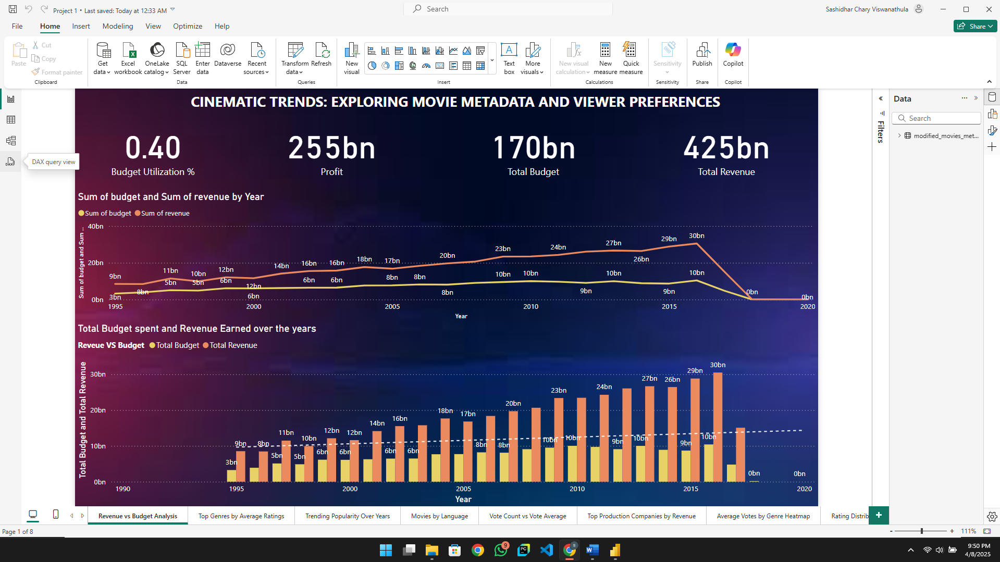 Project 1 • Last saved: Today at 12:33 AM
Search
Sashidhar Chary Viswanathula
File Home Insert Modeling View Optimize Help
Share
Paste
Cut
Copy
Format painter
Clipboard
Get data
Excel workbook
OneLake catalog
SQL Server
Enter data
Dataverse
Recent sources
Data
Transform data
Refresh
Queries
New visual
Text box
More visuals
Insert
New visual calculation
New measure
Quick measure
Calculations
Sensitivity
Sensitivity
Publish
Share
Copilot
Copilot
DAX query view
CINEMATIC TRENDS: EXPLORING MOVIE METADATA AND VIEWER PREFERENCES
0.40
Budget Utilization %
255bn
Profit
170bn
Total Budget
425bn
Total Revenue
Sum of budget and Sum of revenue by Year
Sum of budget Sum of revenue
Sum of budget and Sum ...
40bn
20bn
0bn
9bn 11bn 10bn 12bn 12bn 14bn 16bn 16bn 18bn 17bn 20bn 23bn 24bn 27bn 26bn 29bn 30bn 0bn 0bn
3bn 8bn 5bn 5bn 6bn 6bn 6bn 6bn 8bn 8bn 8bn 10bn 10bn 9bn 10bn 9bn 10bn
1995 2000 2005 2010 2015 2020
Year
Total Budget spent and Revenue Earned over the years
Reveue VS Budget Total Budget Total Revenue
Total Budget and Total Revenue
30bn
20bn
10bn
0bn
9bn 8bn 11bn 10bn 12bn 12bn 14bn 16bn 18bn 17bn 20bn 23bn 24bn 27bn 26bn 29bn 30bn
3bn 5bn 5bn 6bn 6bn 6bn 6bn 8bn 8bn 10bn 10bn 9bn 10bn 9bn 10bn 0bn 0bn
1990 1995 2000 2005 2010 2015 2020
Year
Filters
Data
Search
modified_movies_met...
Revenue vs Budget Analysis
Top Genres by Average Ratings
Trending Popularity Over Years
Movies by Language
Vote Count vs Vote Average
Top Production Companies by Revenue
Average Votes by Genre Heatmap
Rating Distrib
Page 1 of 8
- + 111%
9
9:50 PM
4/8/2025